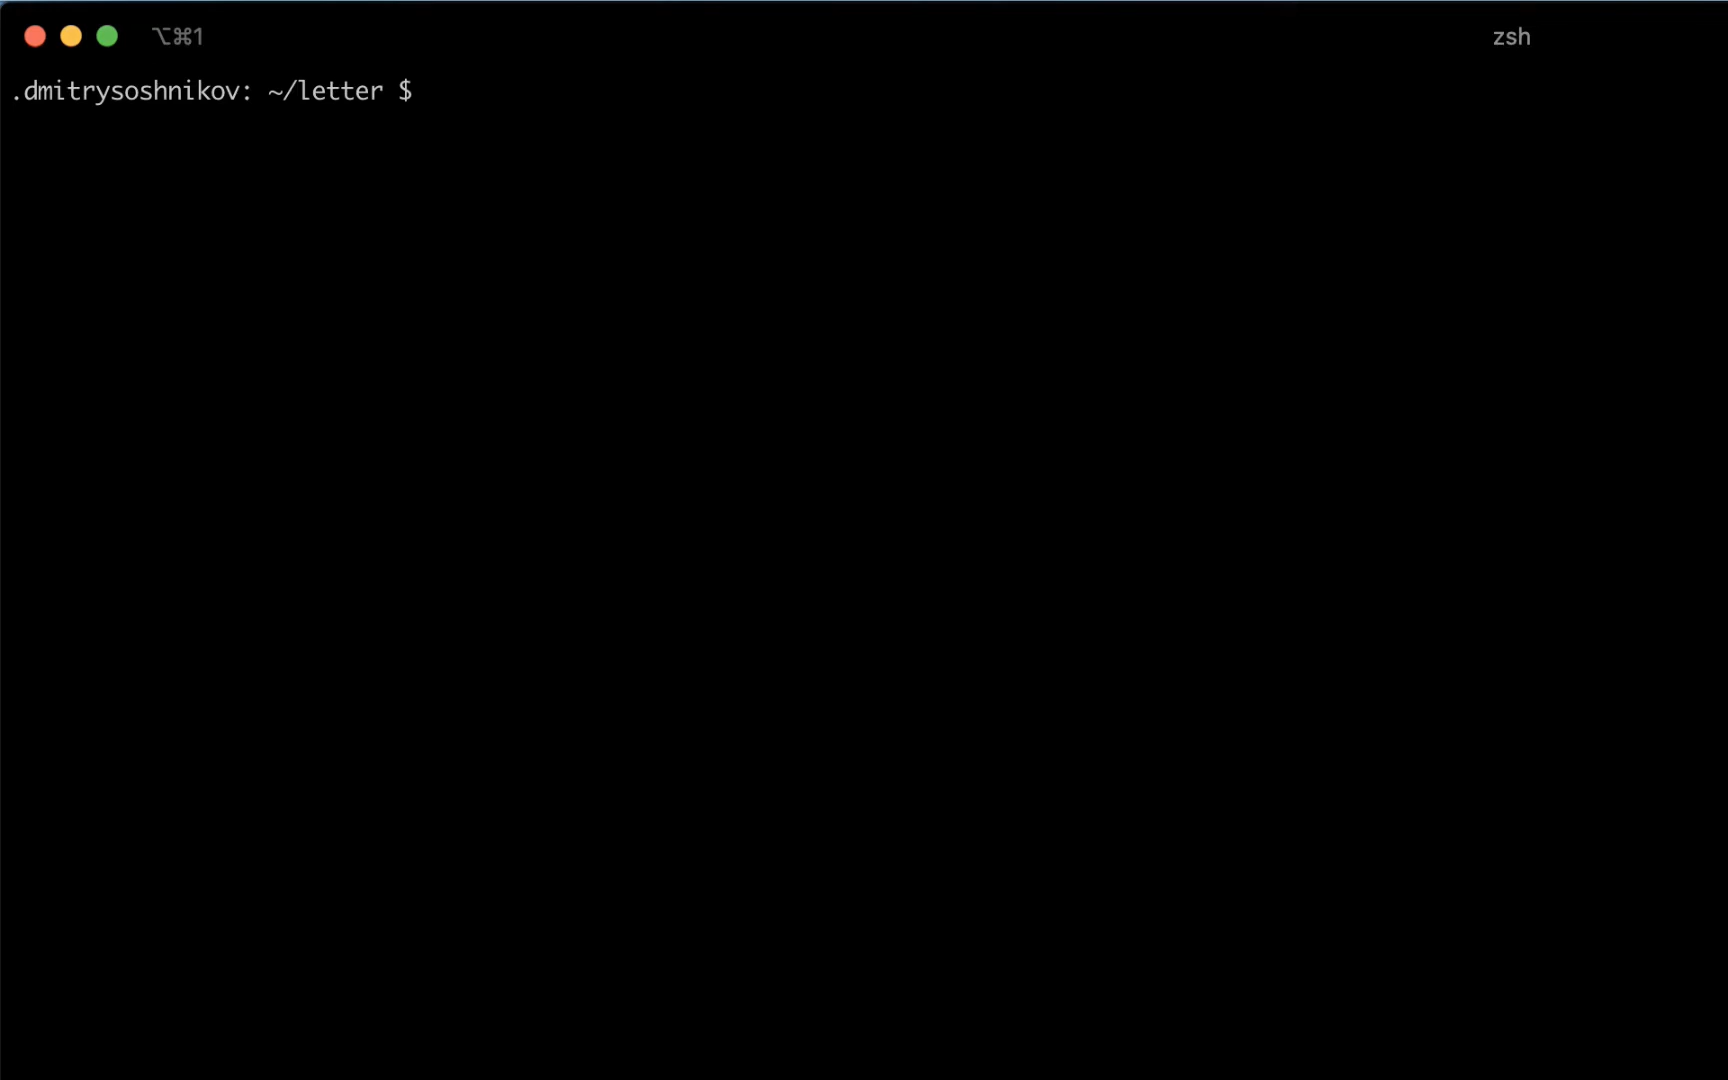 ⌥⌘1
zsh
.dmitrysoshnikov: ~/letter $